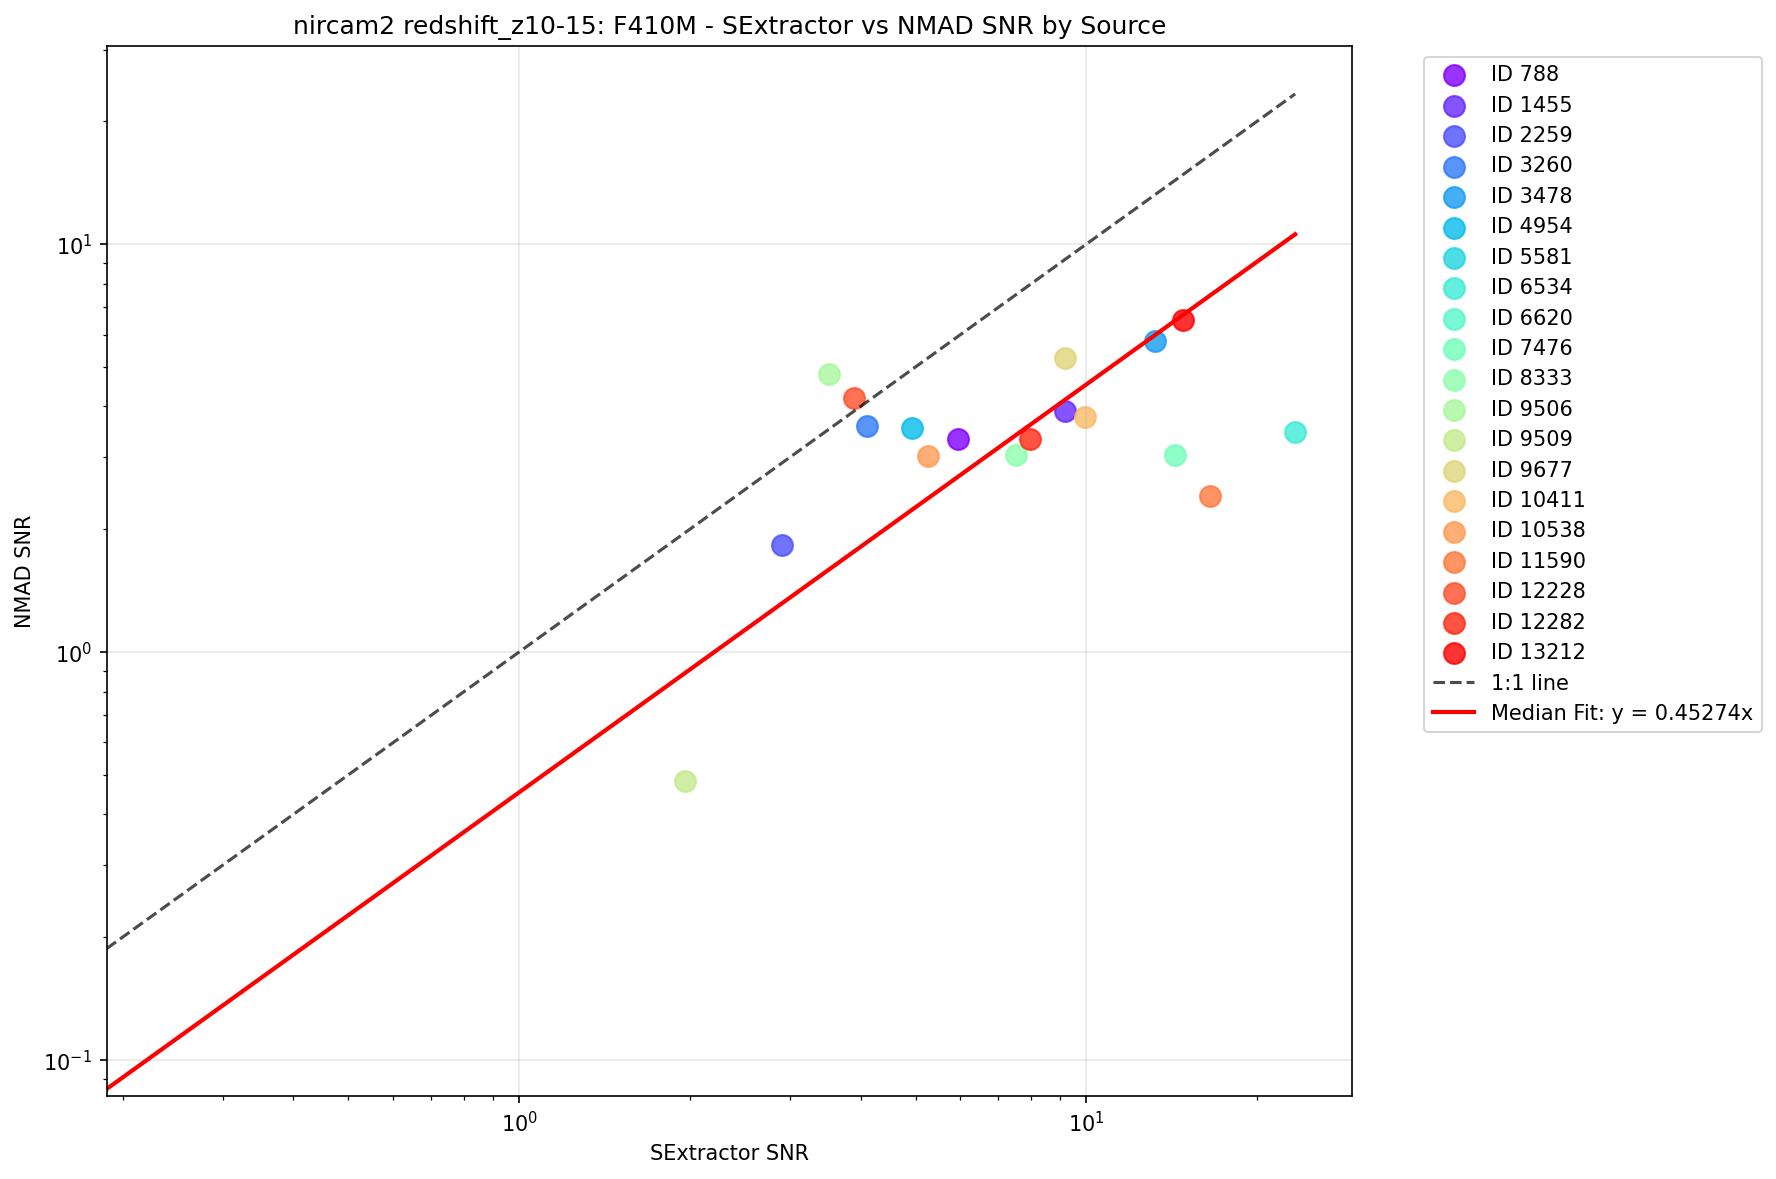 nircam2 redshift_z10-15: F410M - SExtractor vs NMAD SNR by Source
NMAD SNR
10¹
10⁰
10⁻¹
10⁰
10¹
SExtractor SNR
ID 788
ID 1455
ID 2259
ID 3260
ID 3478
ID 4954
ID 5581
ID 6534
ID 6620
ID 7476
ID 8333
ID 9506
ID 9509
ID 9677
ID 10411
ID 10538
ID 11590
ID 12228
ID 12282
ID 13212
1:1 line
Median Fit: y = 0.45274x